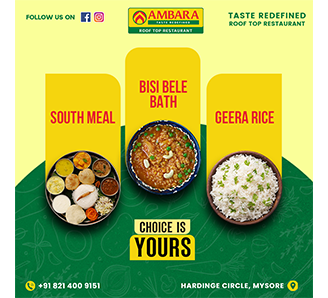 FOLLOW US ON
AMBARA
TASTE REDEFINED
ROOF TOP RESTAURANT
TASTE REDEFINED
ROOF TOP RESTAURANT
SOUTH MEAL
BISI BELE
BATH
GEERA RICE
CHOICE IS
YOURS
+91 821 400 9151
HARDINGE CIRCLE, MYSORE